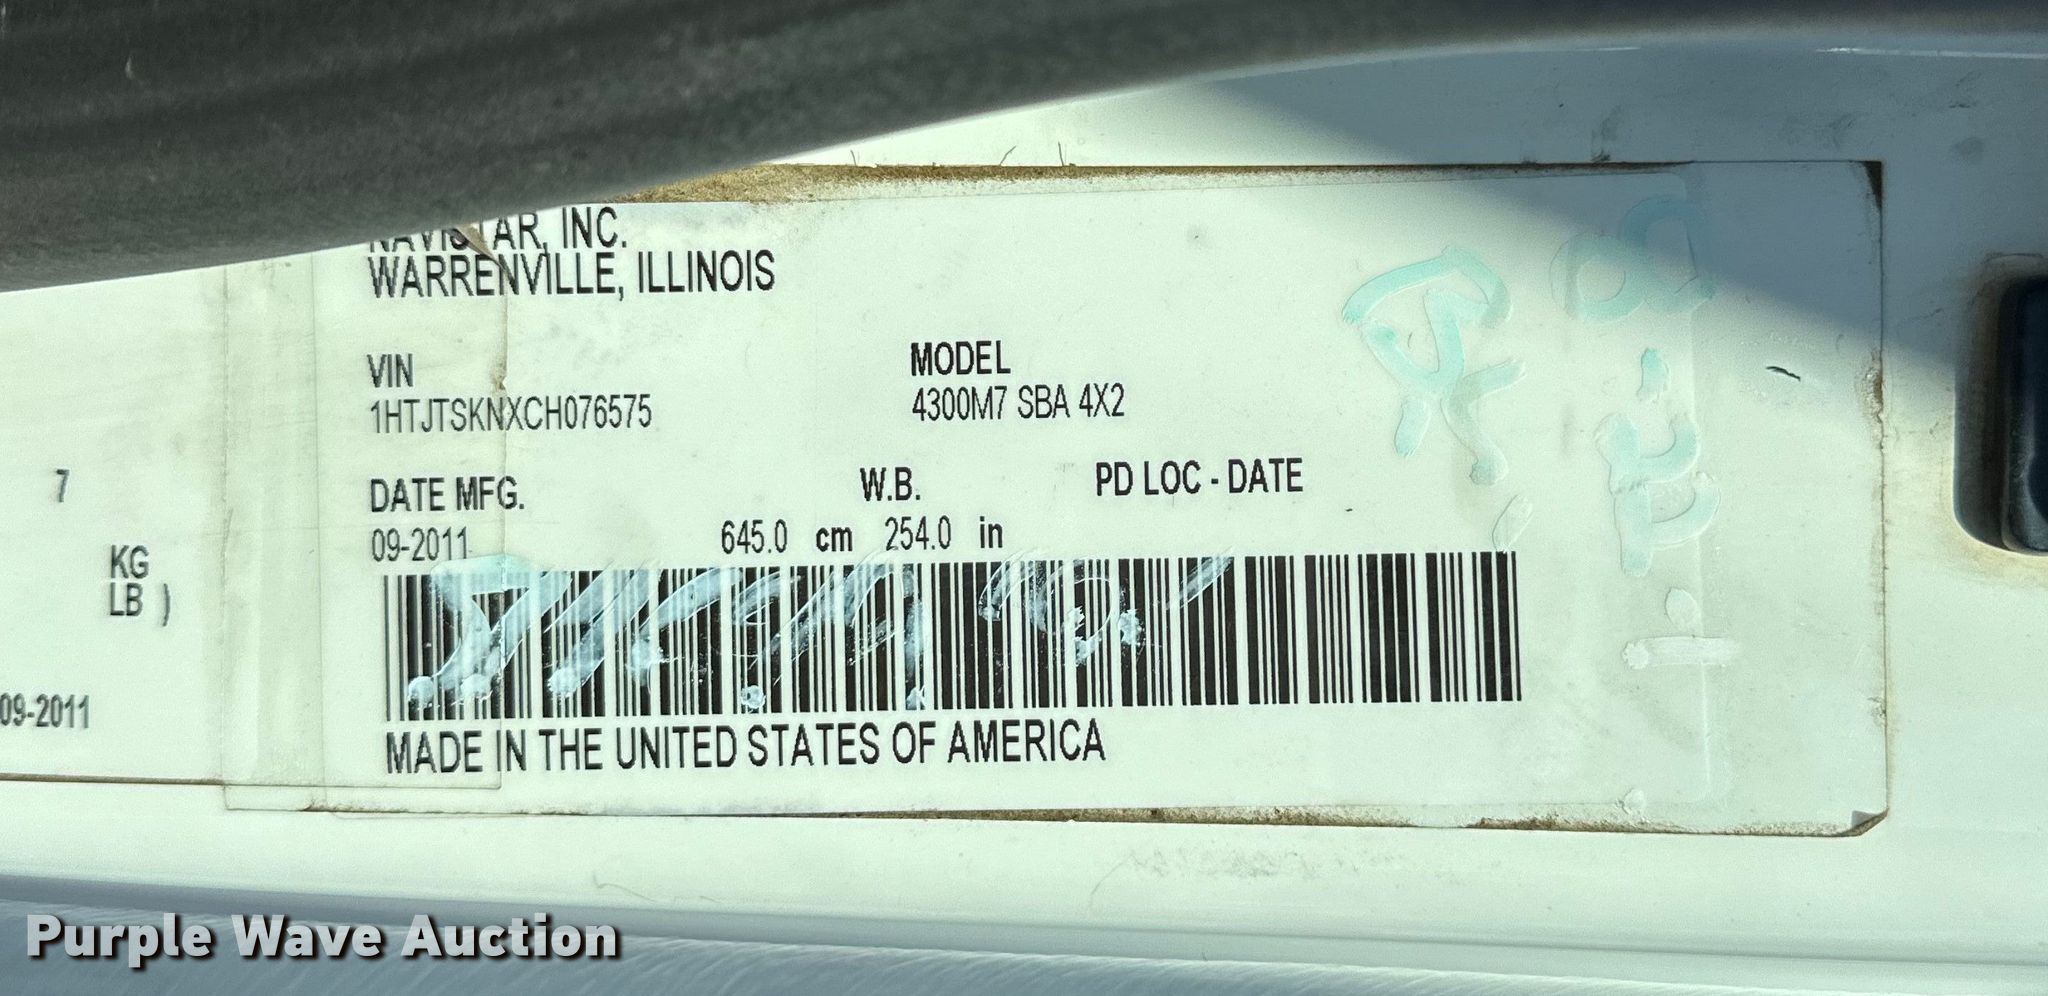 NAVISTAR, INC.
WARRENVILLE, ILLINOIS
VIN
1HTJTSKNXCH076575
MODEL
4300M7 SBA 4X2
DATE MFG.
09-2011
W.B.
645.0 cm 254.0 in
PD LOC - DATE
MADE IN THE UNITED STATES OF AMERICA
7
KG
LB )
09-2011
Purple Wave Auction